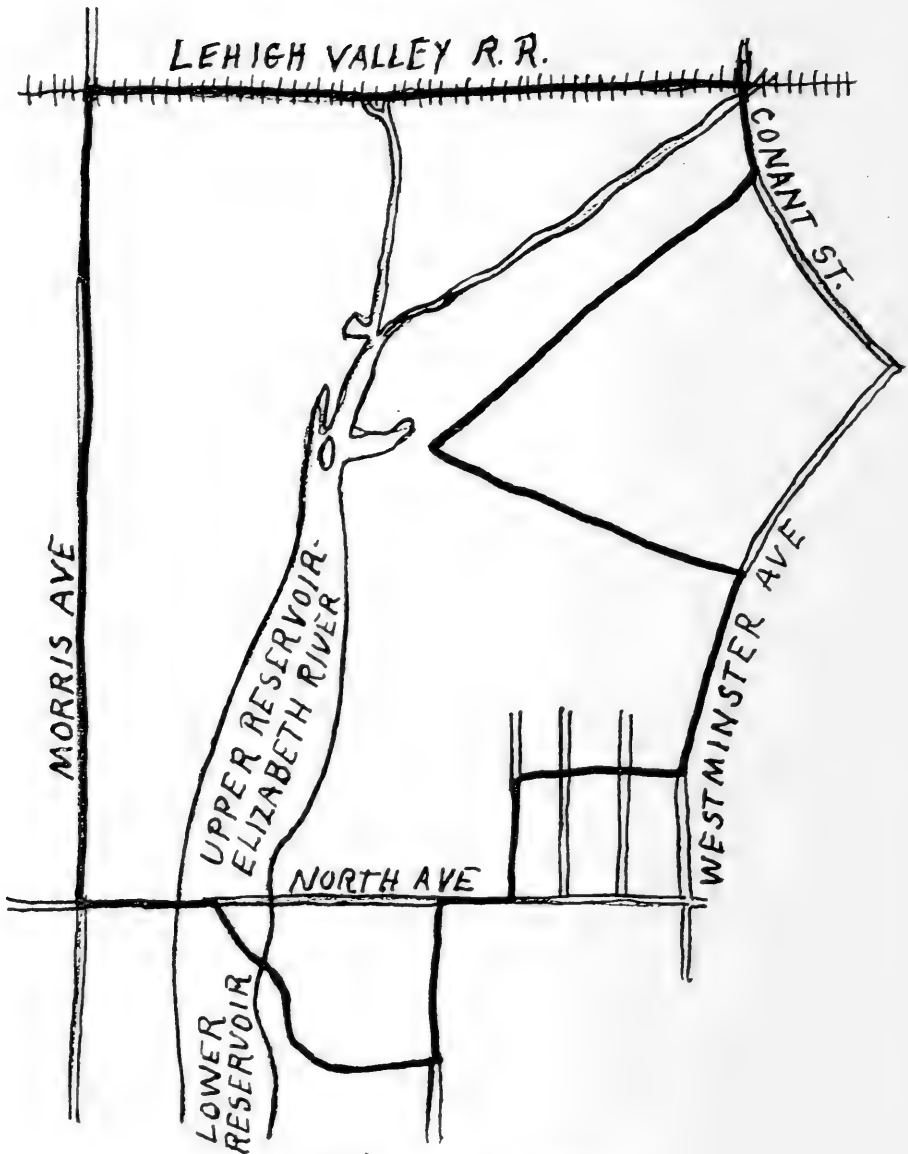 LEHIGH VALLEY R.R.
CONANT ST.
MORRIS AVE
UPPER RESERVOIR-
ELIZABETH RIVER
WESTMINSTER AVE
NORTH AVE
LOWER
RESERVOIR